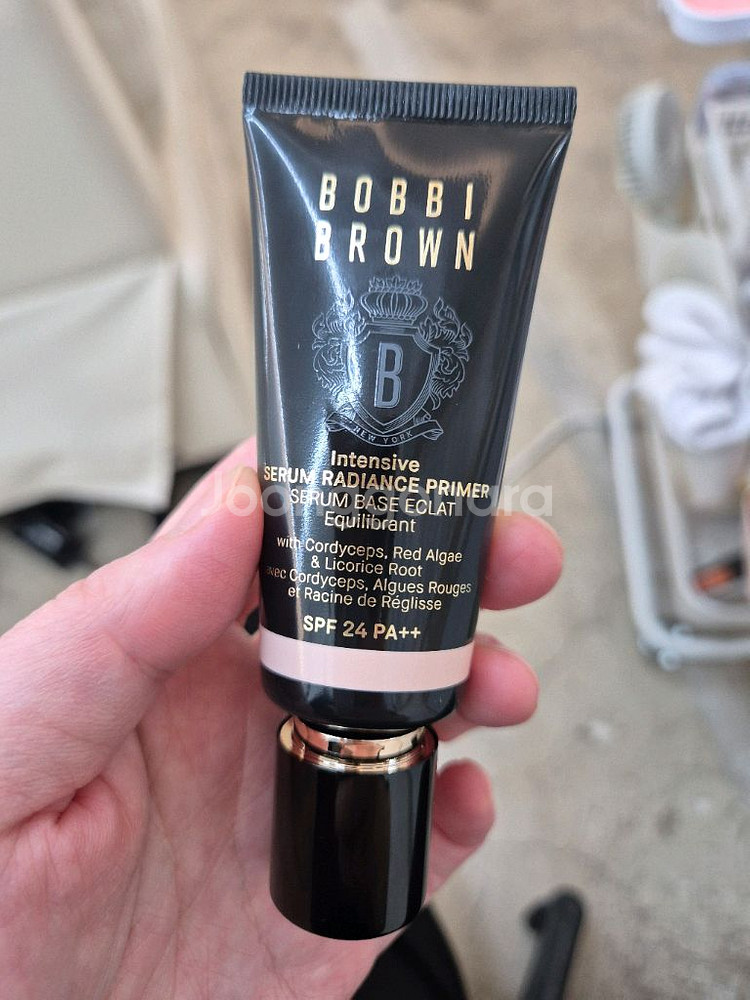 BOBBI
BROWN
B
NEW YORK
Intensive
SERUM RADIANCE PRIMER
SERUM BASE ECLAT
Equilibrant
with Cordyceps, Red Algae
& Licorice Root
avec Cordyceps, Algues Rouges
et Racine de Réglisse
SPF 24 PA++
Joonggonara